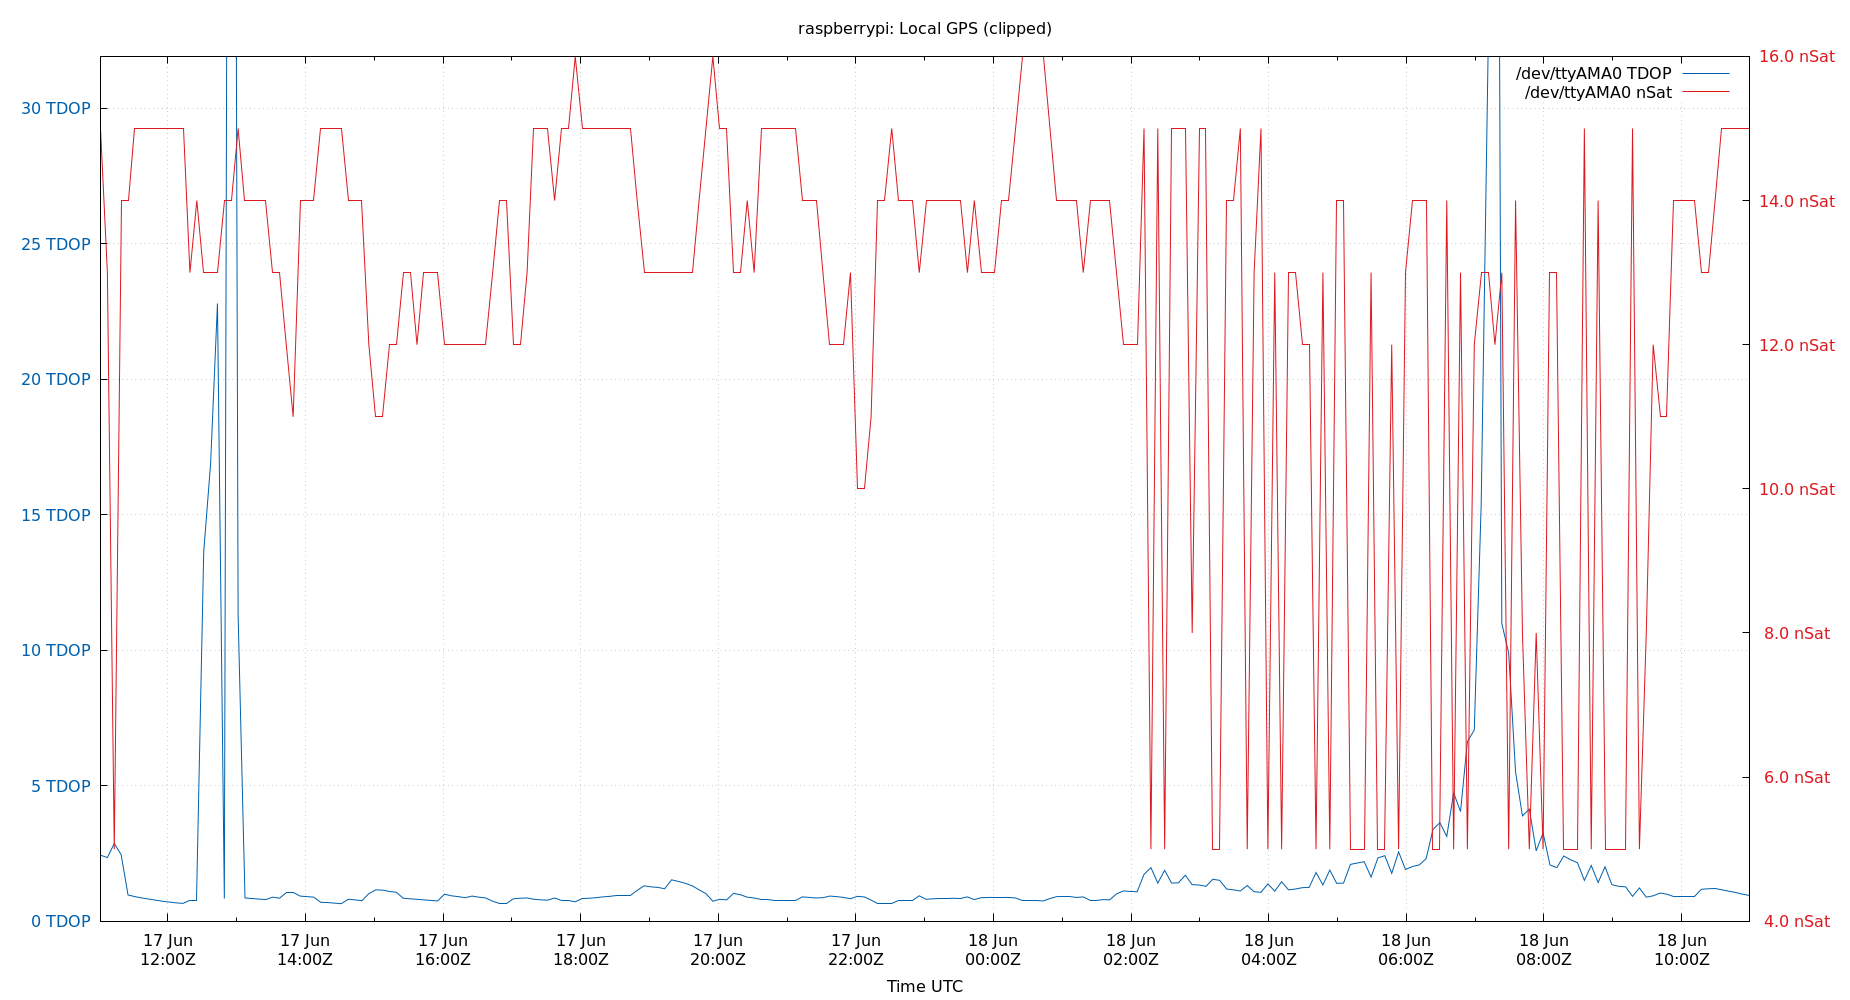 raspberrypi: Local GPS (clipped)
16.0 nSat
/dev/ttyAMA0 TDOP
/dev/ttyAMA0 nSat
30 TDOP
14.0 nSat
25 TDOP
12.0 nSat
20 TDOP
10.0 nSat
15 TDOP
8.0 nSat
10 TDOP
6.0 nSat
5 TDOP
4.0 nSat
0 TDOP
17 Jun
12:00Z
17 Jun
14:00Z
17 Jun
16:00Z
17 Jun
18:00Z
17 Jun
20:00Z
17 Jun
22:00Z
18 Jun
00:00Z
18 Jun
02:00Z
18 Jun
04:00Z
18 Jun
06:00Z
18 Jun
08:00Z
18 Jun
10:00Z
Time UTC